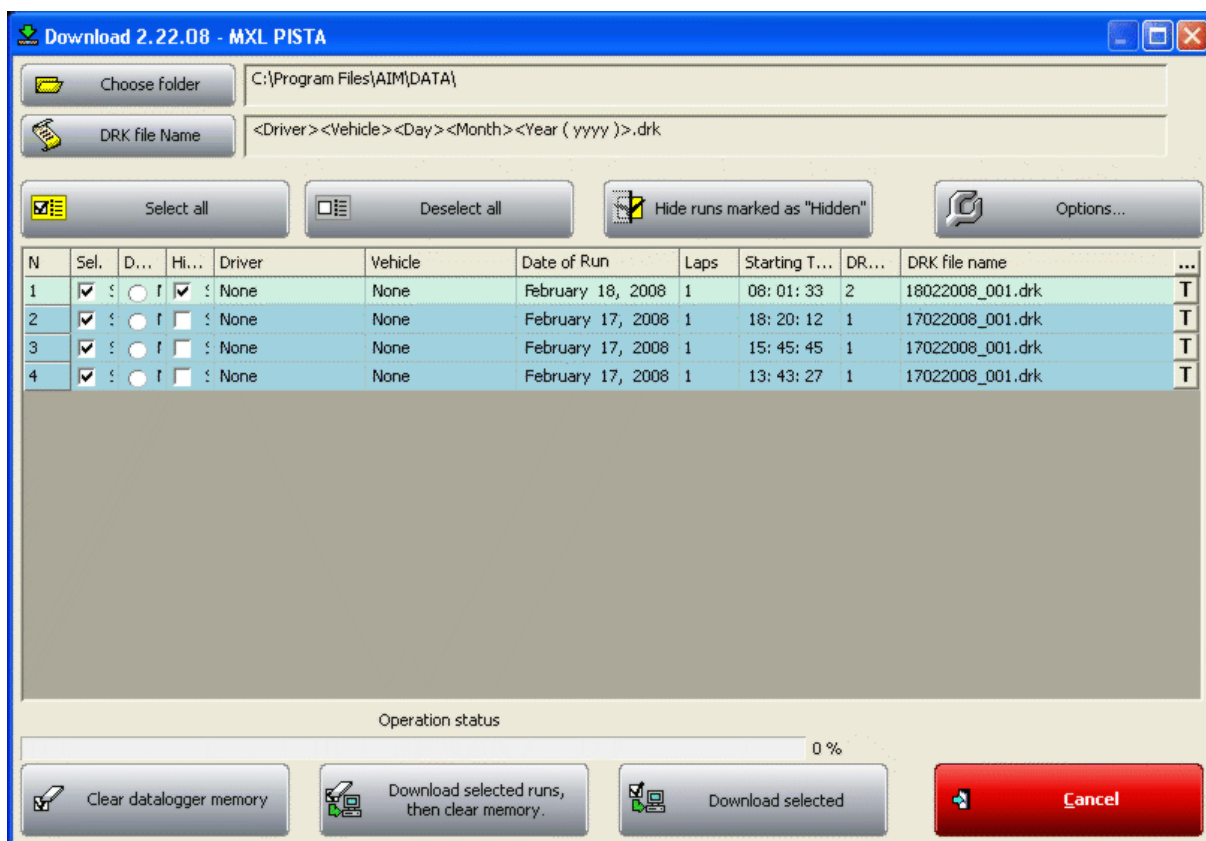 Download 2.22.08 - MXL PISTA
Choose folder C:\Program Files\AIM\DATA\
DRK file Name <Driver><Vehicle><Day><Month><Year ( yyyy )>.drk
Select all Deselect all Hide runs marked as "Hidden" Options...
N Sel. D... Hi... Driver Vehicle Date of Run Laps Starting T... DR... DRK file name ...
1 None None February 18, 2008 1 08: 01: 33 2 18022008_001.drk T
2 None None February 17, 2008 1 18: 20: 12 1 17022008_001.drk T
3 None None February 17, 2008 1 15: 45: 45 1 17022008_001.drk T
4 None None February 17, 2008 1 13: 43: 27 1 17022008_001.drk T
Operation status
0 %
Clear datalogger memory Download selected runs, then clear memory. Download selected Cancel